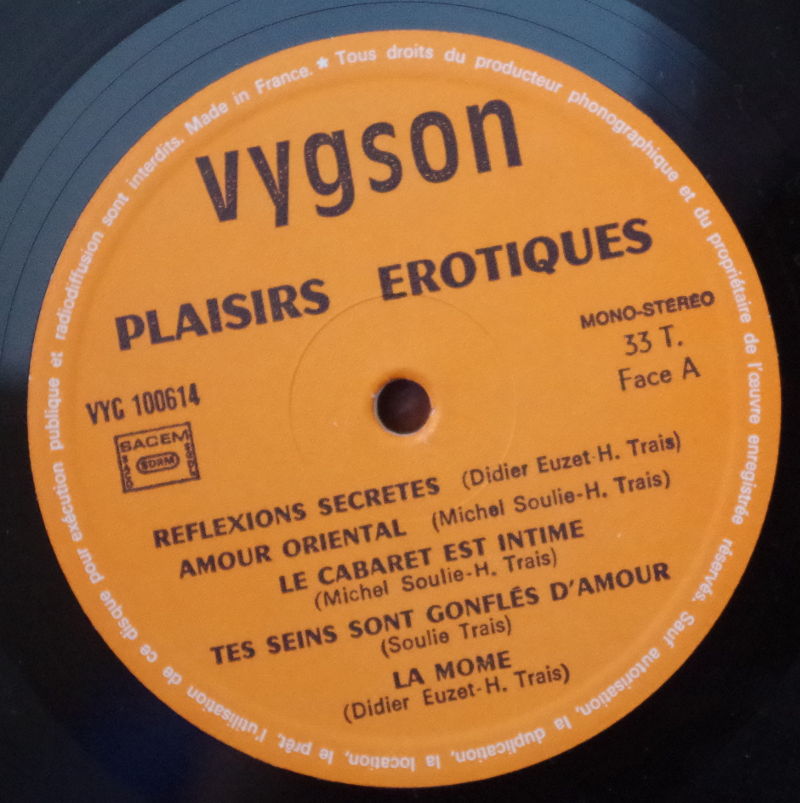 vygson
PLAISIRS EROTIQUES
MONO-STEREO
33 T.
Face A
VYG 100614
SACEM
SDRM
REFLEXIONS SECRETES (Didier Euzet-H. Trais)
AMOUR ORIENTAL (Michel Soulie-H. Trais)
LE CABARET EST INTIME
(Michel Soulie-H. Trais)
TES SEINS SONT GONFLÉS D'AMOUR
(Soulie Trais)
LA MOME
(Didier Euzet-H. Trais)
★ Tous droits du producteur phonographique et du propriétaire de l'œuvre enregistrée réservés. Sauf autorisation, la duplication, la location, le prêt, l'utilisation de ce disque pour exécution publique et radiodiffusion sont interdits. Made in France.